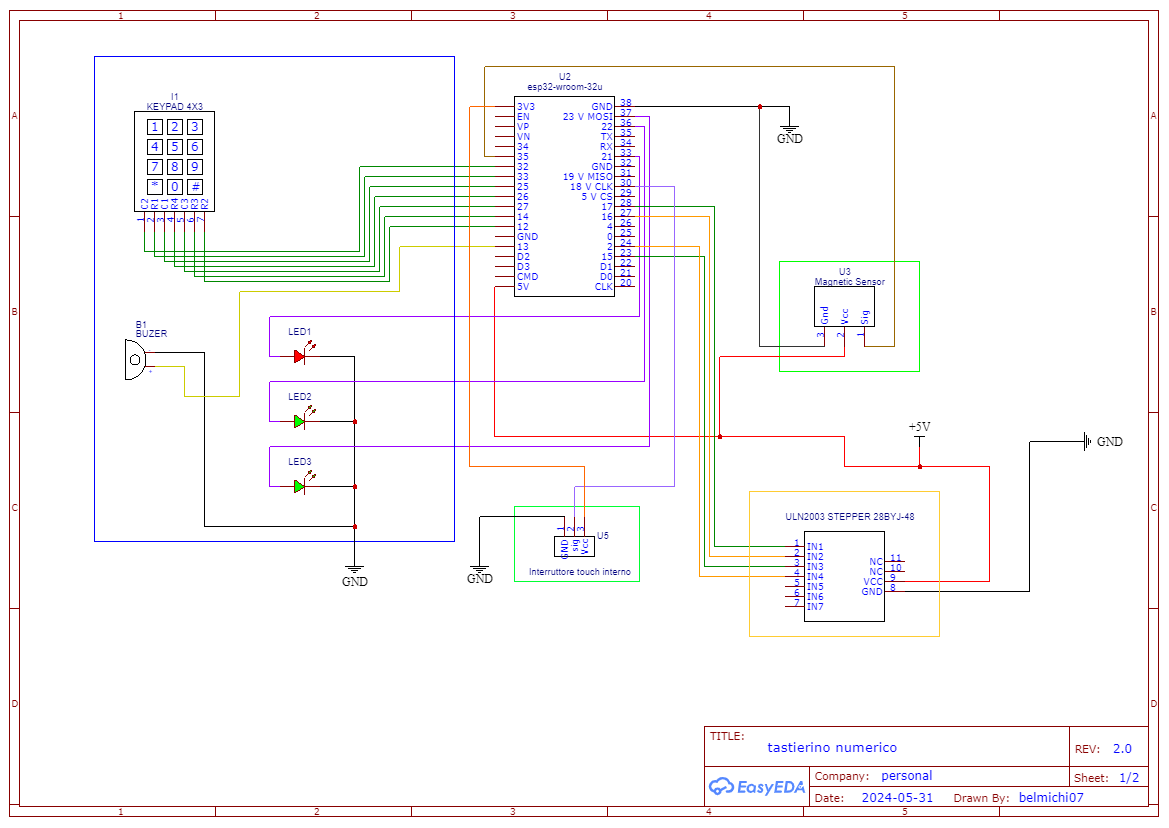 1 2 3 4 5
A A
B B
C C
D D
I1
KEYPAD 4X3
1 2 3
4 5 6
7 8 9
* 0 #
C2 R1 C1 R4 C3 R3 R2
1 2 3 4 5 6 7
U2
esp32-wroom-32u
3V3 GND 38
EN 23 V MOSI 37
VP 22 36
VN TX 35
34 RX 34
35 21 33
32 GND 32
33 19 V MISO 31
25 18 V CLK 30
26 5 V CS 29
27 17 28
14 16 27
12 4 26
GND 0 25
13 2 24
D2 15 23
D3 D1 22
CMD D0 21
5V CLK 20
GND
U3
Magnetic Sensor
Gnd Vcc Sig
3 2 1
B1
BUZER
- +
LED1
LED2
LED3
GND
+5V
GND
1 2 3
GND sig Vcc
U5
Interruttore touch interno
GND
ULN2003 STEPPER 28BYJ-48
1 IN1
2 IN2
3 IN3 NC 11
4 IN4 NC 10
5 IN5 VCC 9
6 IN6 GND 8
7 IN7
TITLE:
tastierino numerico
REV: 2.0
EasyEDA
Company: personal
Sheet: 1/2
Date: 2024-05-31 Drawn By: belmichi07
1 2 3 4 5